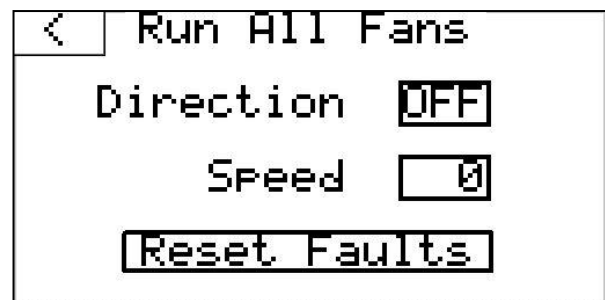 < Run All Fans
Direction OFF
Speed 0
Reset Faults